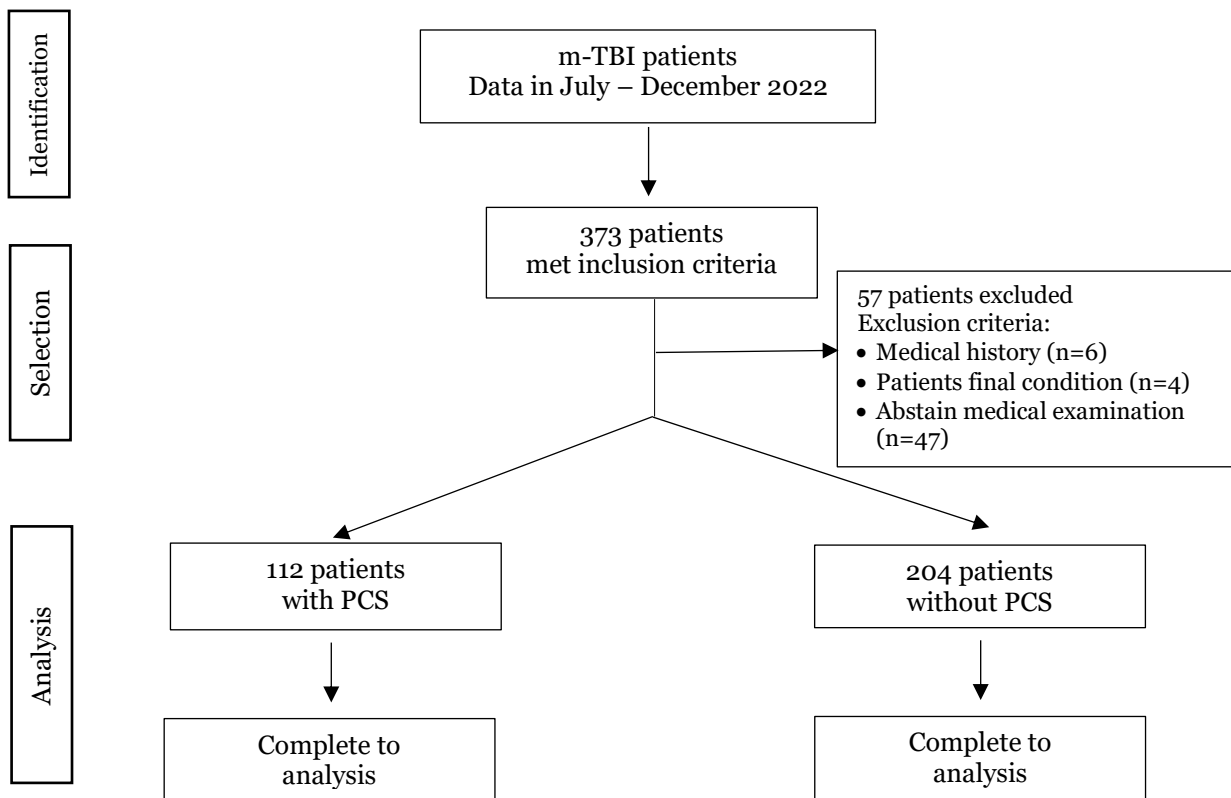 Identification
m-TBI patients
Data in July – December 2022
373 patients
met inclusion criteria
Selection
57 patients excluded
Exclusion criteria:
• Medical history (n=6)
• Patients final condition (n=4)
• Abstain medical examination
(n=47)
Analysis
112 patients
with PCS
204 patients
without PCS
Complete to
analysis
Complete to
analysis